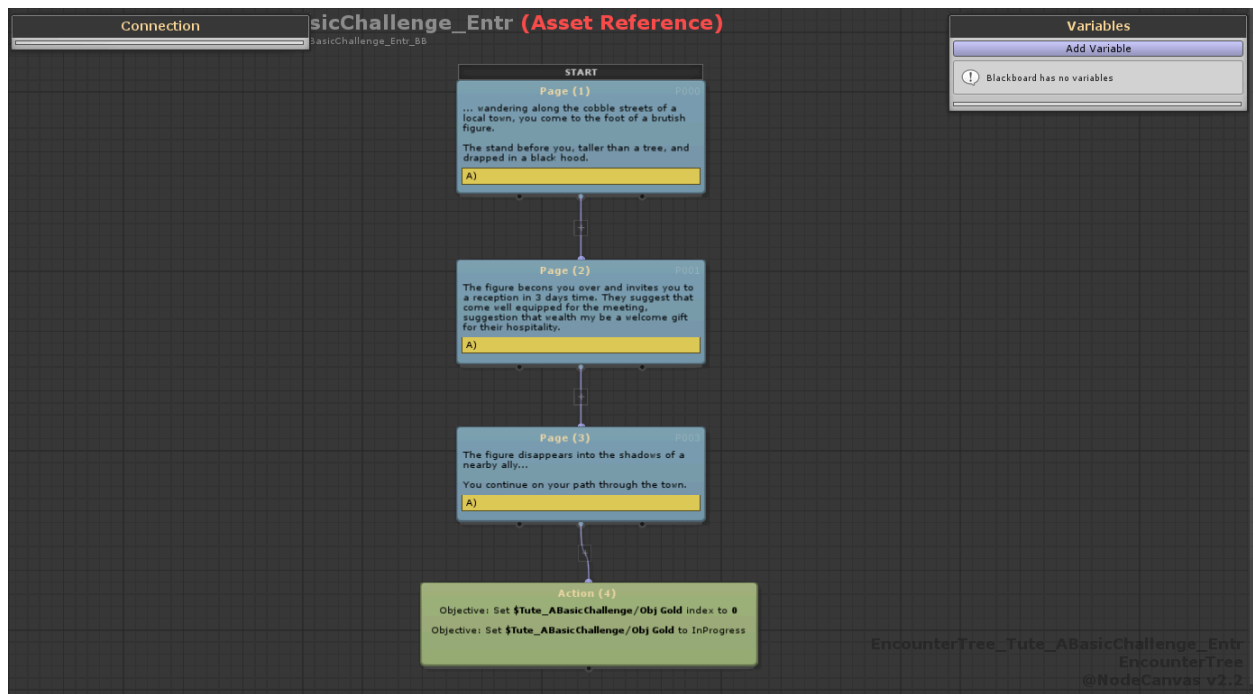 Connection
sicChallenge_Entr (Asset Reference)
BasicChallenge_Entr_BB
Variables
Add Variable
Blackboard has no variables
START
Page (1)
P000
... wandering along the cobble streets of a
local town, you come to the foot of a brutish
figure.
The stand before you, taller than a tree, and
drapped in a black hood.
A)
Page (2)
P001
The figure becons you over and invites you to
a reception in 3 days time. They suggest that
come well equipped for the meeting,
suggestion that wealth my be a welcome gift
for their hospitality.
A)
Page (3)
P003
The figure disappears into the shadows of a
nearby ally...
You continue on your path through the town.
A)
Action (4)
Objective: Set $Tute_ABasicChallenge/Obj Gold index to 0
Objective: Set $Tute_ABasicChallenge/Obj Gold to InProgress
EncounterTree_Tute_ABasicChallenge_Entr
EncounterTree
@NodeCanvas v2.2